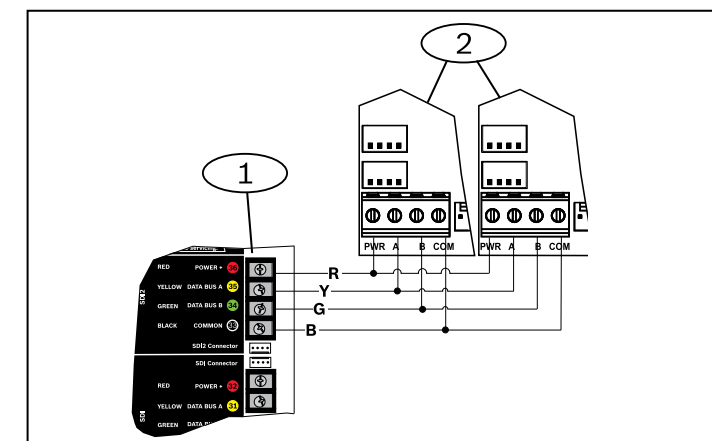 2
1
PWR A B COM
PWR A B COM
SDI2
RED POWER + 36
YELLOW DATA BUS A 35
GREEN DATA BUS B 34
BLACK COMMON 33
SDI2 Connector
SDI Connector
SDI
RED POWER + 32
YELLOW DATA BUS A 31
GREEN DATA
R
Y
G
B